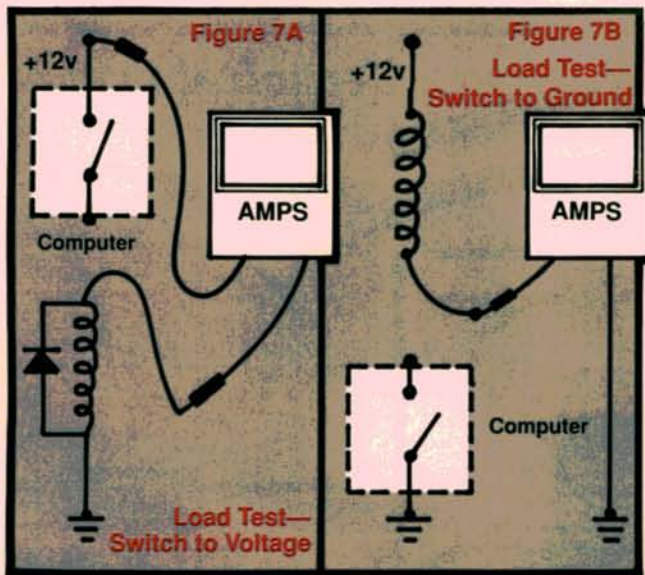 Figure 7A
+12v
AMPS
Computer
Load Test—
Switch to Voltage
Figure 7B
Load Test—
Switch to Ground
+12v
AMPS
Computer